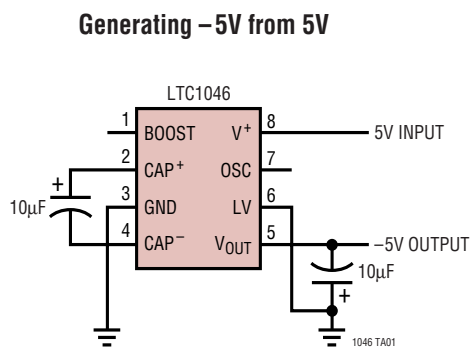 Generating –5V from 5V
LTC1046
1 BOOST V+ 8 5V INPUT
2 CAP+ OSC 7
+ 10µF
3 GND LV 6
4 CAP– VOUT 5 –5V OUTPUT
10µF
+
1046 TA01